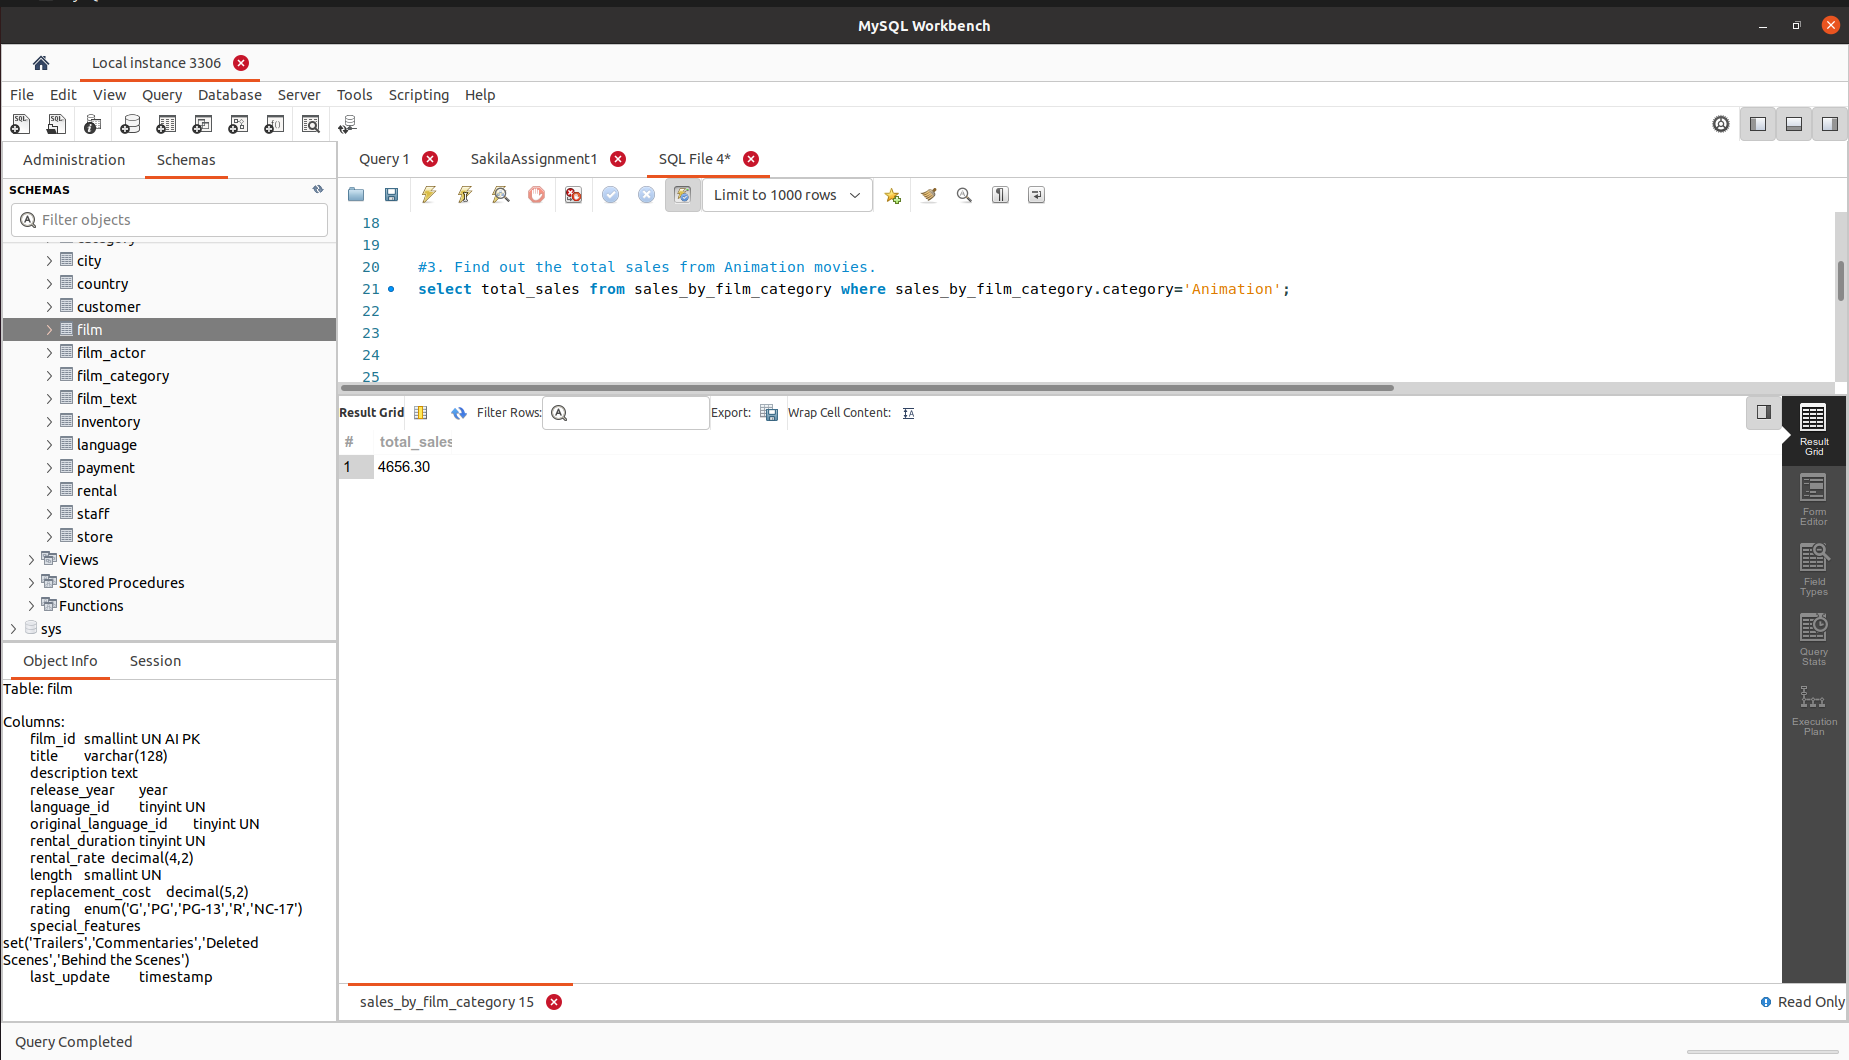 MySQL Workbench
Local instance 3306
File Edit View Query Database Server Tools Scripting Help
Administration Schemas
SCHEMAS
Filter objects
category
city
country
customer
film
film_actor
film_category
film_text
inventory
language
payment
rental
staff
store
Views
Stored Procedures
Functions
sys
Object Info Session
Table: film
Columns:
film_id smallint UN AI PK
title varchar(128)
description text
release_year year
language_id tinyint UN
original_language_id tinyint UN
rental_duration tinyint UN
rental_rate decimal(4,2)
length smallint UN
replacement_cost decimal(5,2)
rating enum('G','PG','PG-13','R','NC-17')
special_features
set('Trailers','Commentaries','Deleted
Scenes','Behind the Scenes')
last_update timestamp
Query 1 SakilaAssignment1 SQL File 4*
Limit to 1000 rows
18
19
20 #3. Find out the total sales from Animation movies.
21 select total_sales from sales_by_film_category where sales_by_film_category.category='Animation';
22
23
24
25
Result Grid Filter Rows: Export: Wrap Cell Content:
# total_sales
1 4656.30
Result
Grid
Form
Editor
Field
Types
Query
Stats
Execution
Plan
sales_by_film_category 15
Read Only
Query Completed